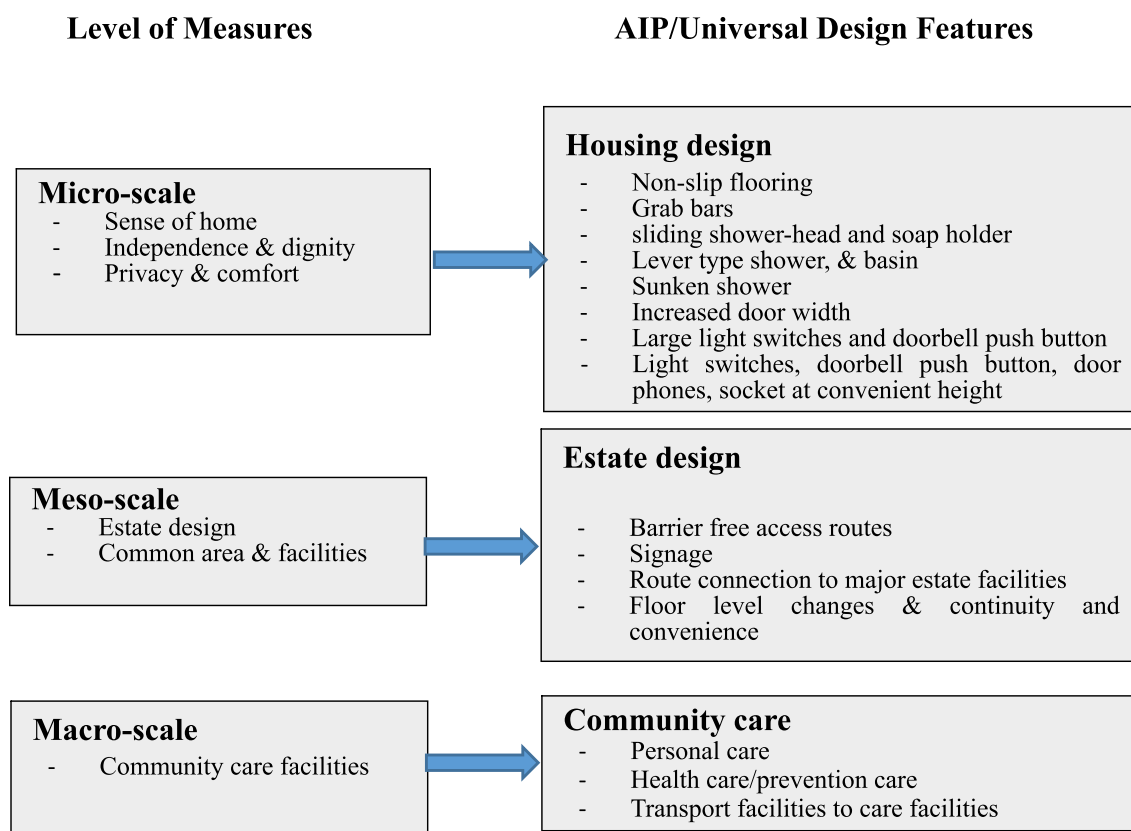 Level of Measures
AIP/Universal Design Features
Micro-scale
- Sense of home
- Independence & dignity
- Privacy & comfort
Housing design
- Non-slip flooring
- Grab bars
- sliding shower-head and soap holder
- Lever type shower, & basin
- Sunken shower
- Increased door width
- Large light switches and doorbell push button
- Light switches, doorbell push button, door
phones, socket at convenient height
Meso-scale
- Estate design
- Common area & facilities
Estate design
- Barrier free access routes
- Signage
- Route connection to major estate facilities
- Floor level changes & continuity and
convenience
Macro-scale
- Community care facilities
Community care
- Personal care
- Health care/prevention care
- Transport facilities to care facilities